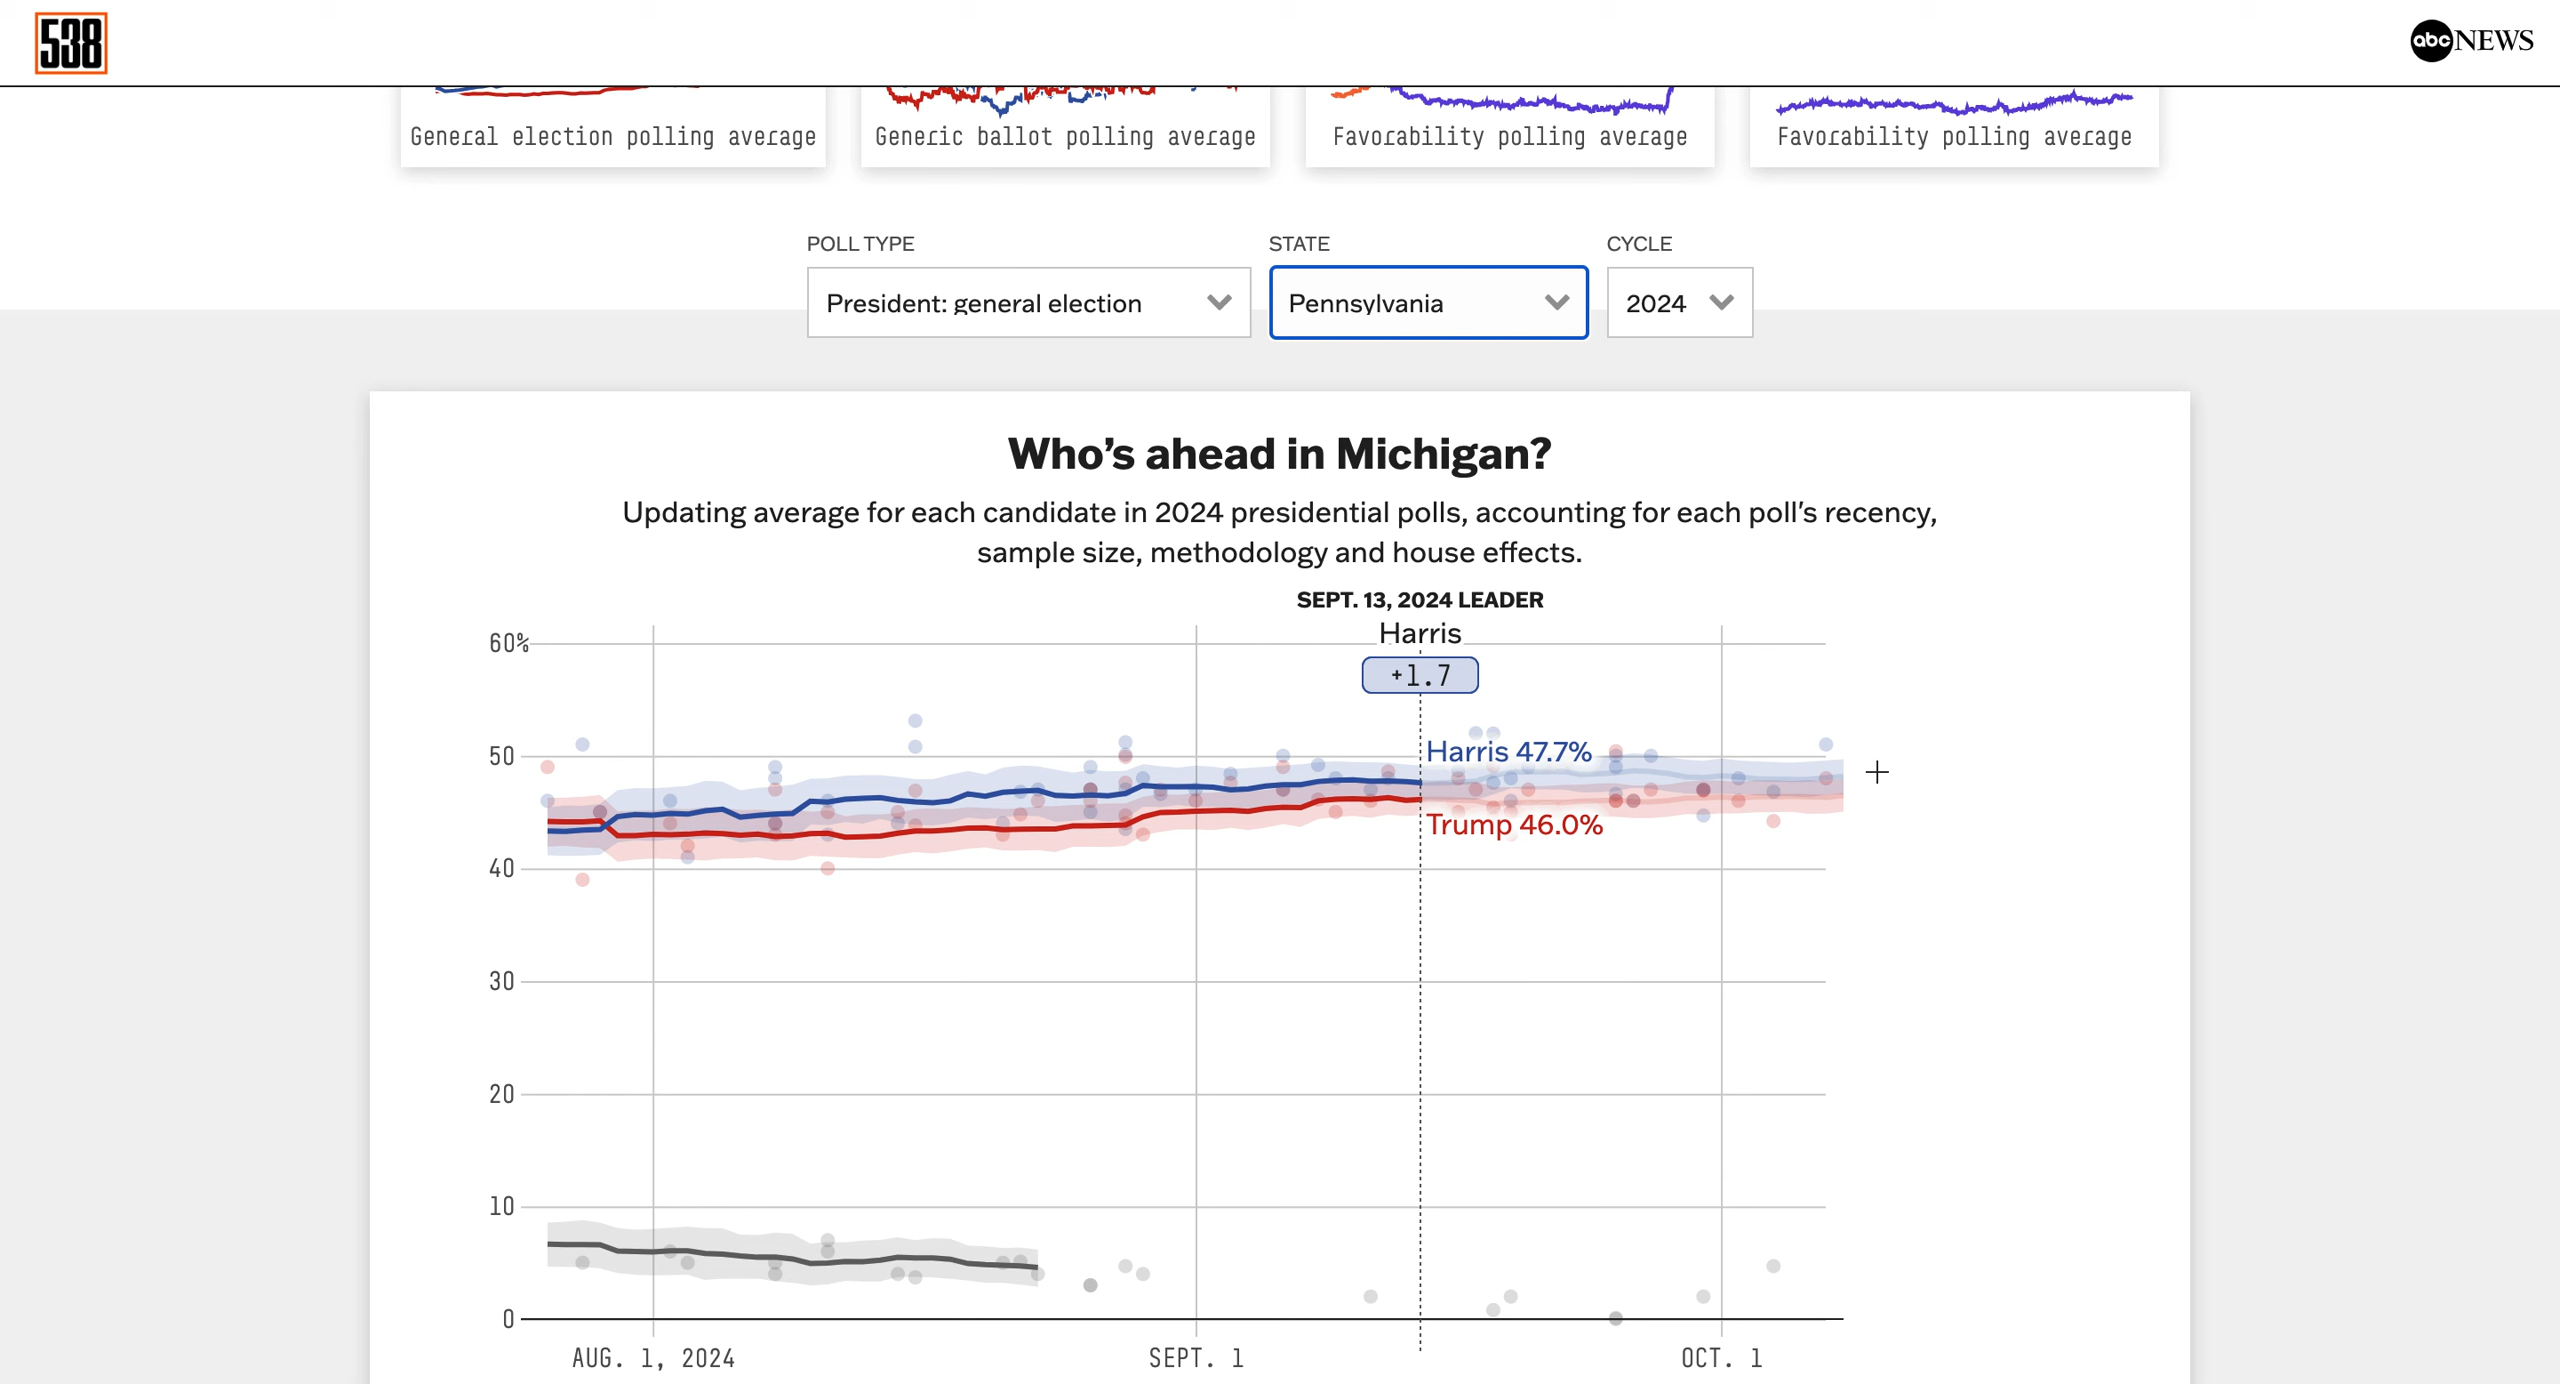 538
abc NEWS
General election polling average
Generic ballot polling average
Favorability polling average
Favorability polling average
POLL TYPE
STATE
CYCLE
President: general election
Pennsylvania
2024
Who’s ahead in Michigan?
Updating average for each candidate in 2024 presidential polls, accounting for each poll’s recency,
sample size, methodology and house effects.
SEPT. 13, 2024 LEADER
Harris
+1.7
60%
50
Harris 47.7%
Trump 46.0%
40
30
20
10
0
AUG. 1, 2024
SEPT. 1
OCT. 1